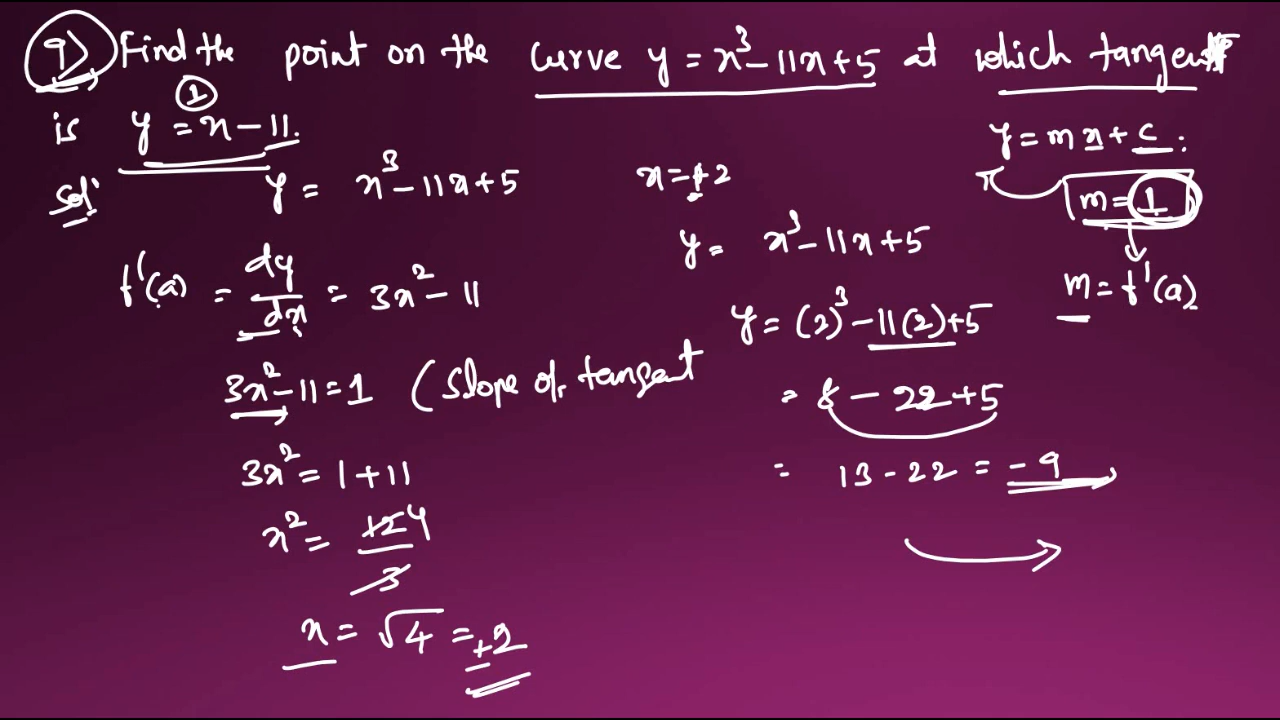 9) Find the point on the curve y = x³ - 11x + 5 at which tangent
is y = x - 11.
①
Sol:
y = x³ - 11x + 5
f'(a) = dy/dx = 3x² - 11
3x² - 11 = 1 (slope of tangent
3x² = 1 + 11
x² = 12/3 4
x = √4 = ±2
x = +2
y = x³ - 11x + 5
y = (2)³ - 11(2) + 5
= 8 - 22 + 5
= 13 - 22 = -9
y = mx + c.
m = 1
m = f'(a)